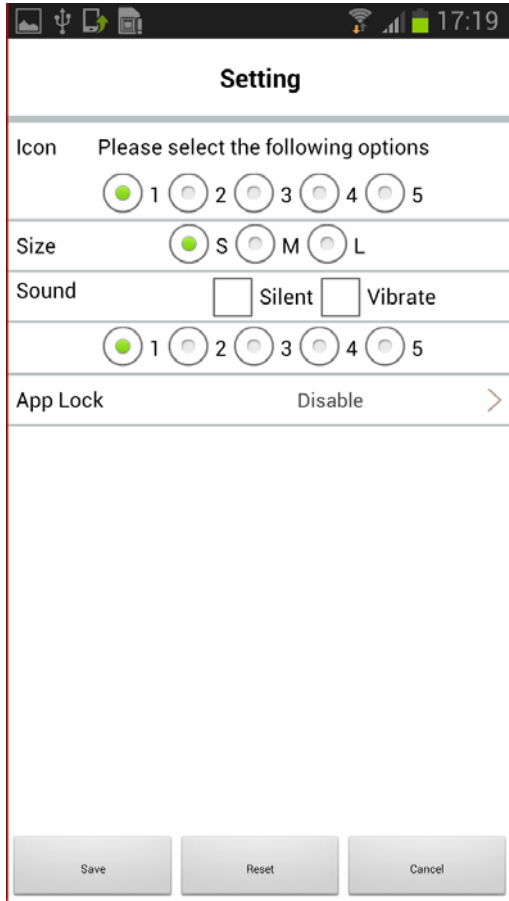 17:19
Setting
Icon Please select the following options
1 2 3 4 5
Size S M L
Sound Silent Vibrate
1 2 3 4 5
App Lock Disable
Save Reset Cancel